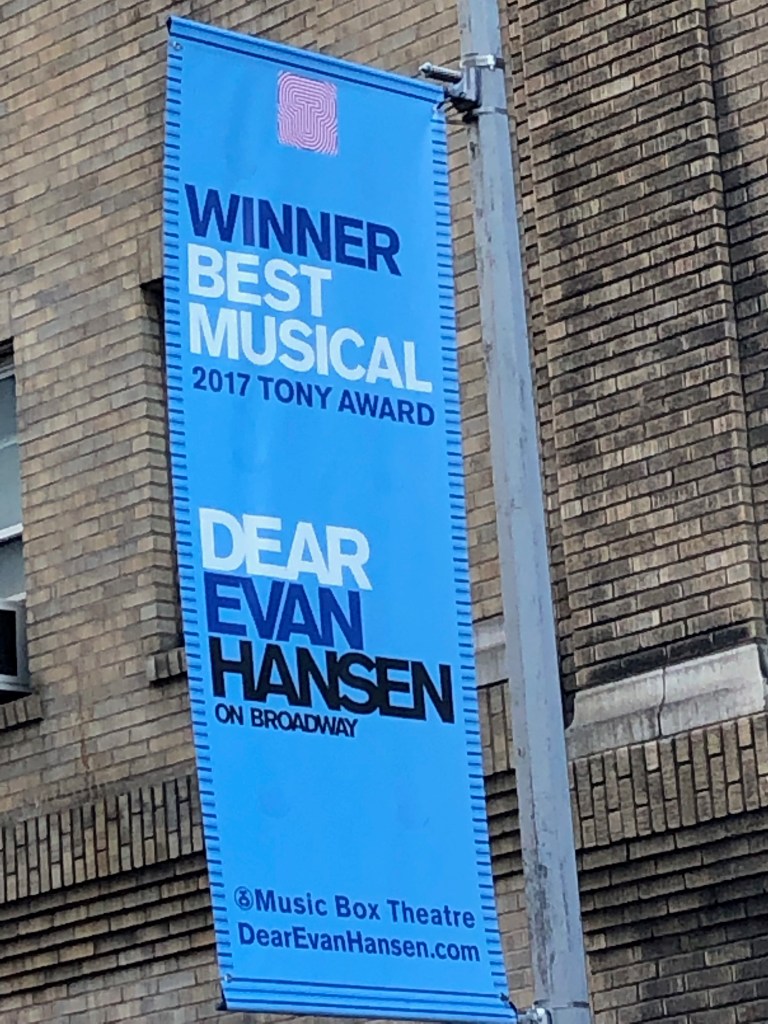 WINNER
BEST
MUSICAL
2017 TONY AWARD
DEAR
EVAN
HANSEN
ON BROADWAY
Music Box Theatre
DearEvanHansen.com